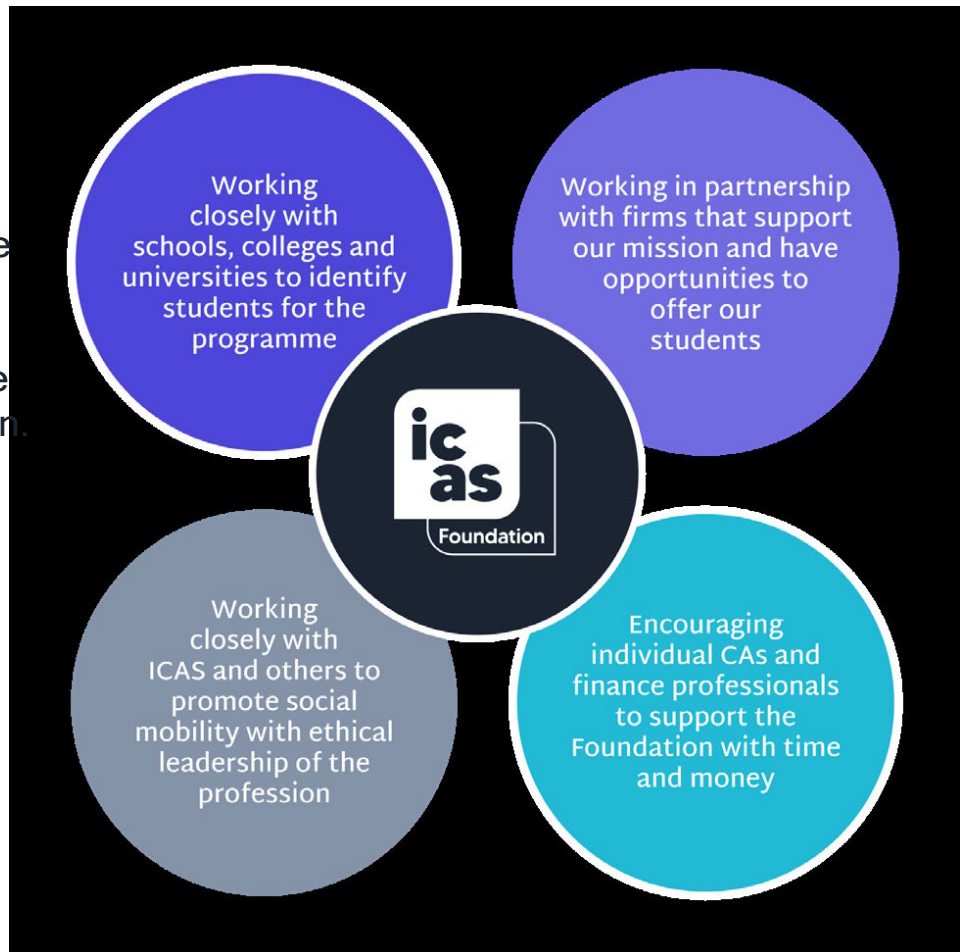 Working
closely with
schools, colleges and
universities to identify
students for the
programme
Working in partnership
with firms that support
our mission and have
opportunities to
offer our
students
ic
as
Foundation
Working
closely with
ICAS and others to
promote social
mobility with ethical
leadership of the
profession
Encouraging
individual CAs and
finance professionals
to support the
Foundation with time
and money